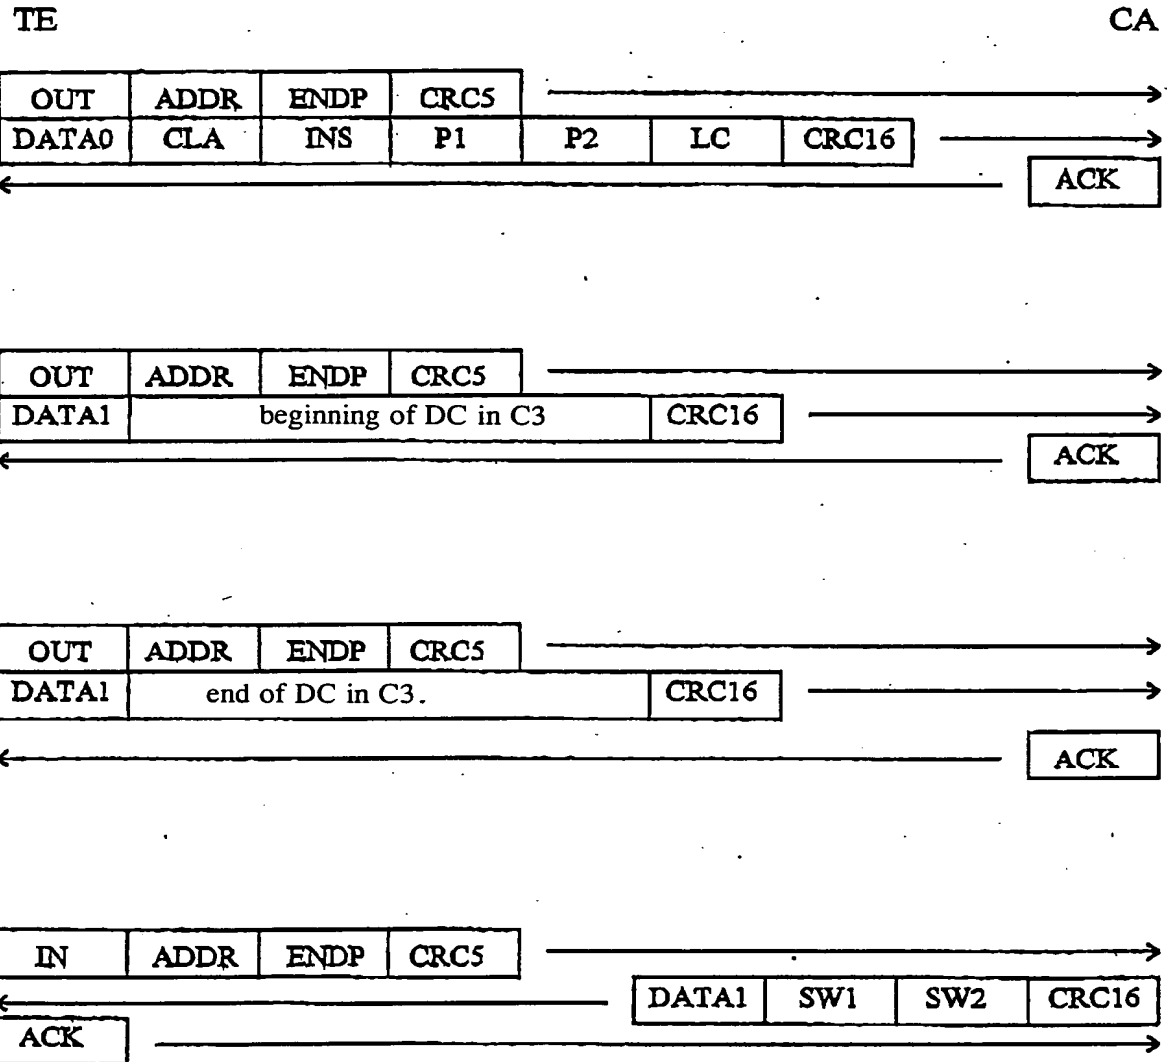 TE CA
OUT ADDR ENDP CRC5
DATA0 CLA INS P1 P2 LC CRC16
ACK
OUT ADDR ENDP CRC5
DATA1 beginning of DC in C3 CRC16
ACK
OUT ADDR ENDP CRC5
DATA1 end of DC in C3. CRC16
ACK
IN ADDR ENDP CRC5
DATA1 SW1 SW2 CRC16
ACK